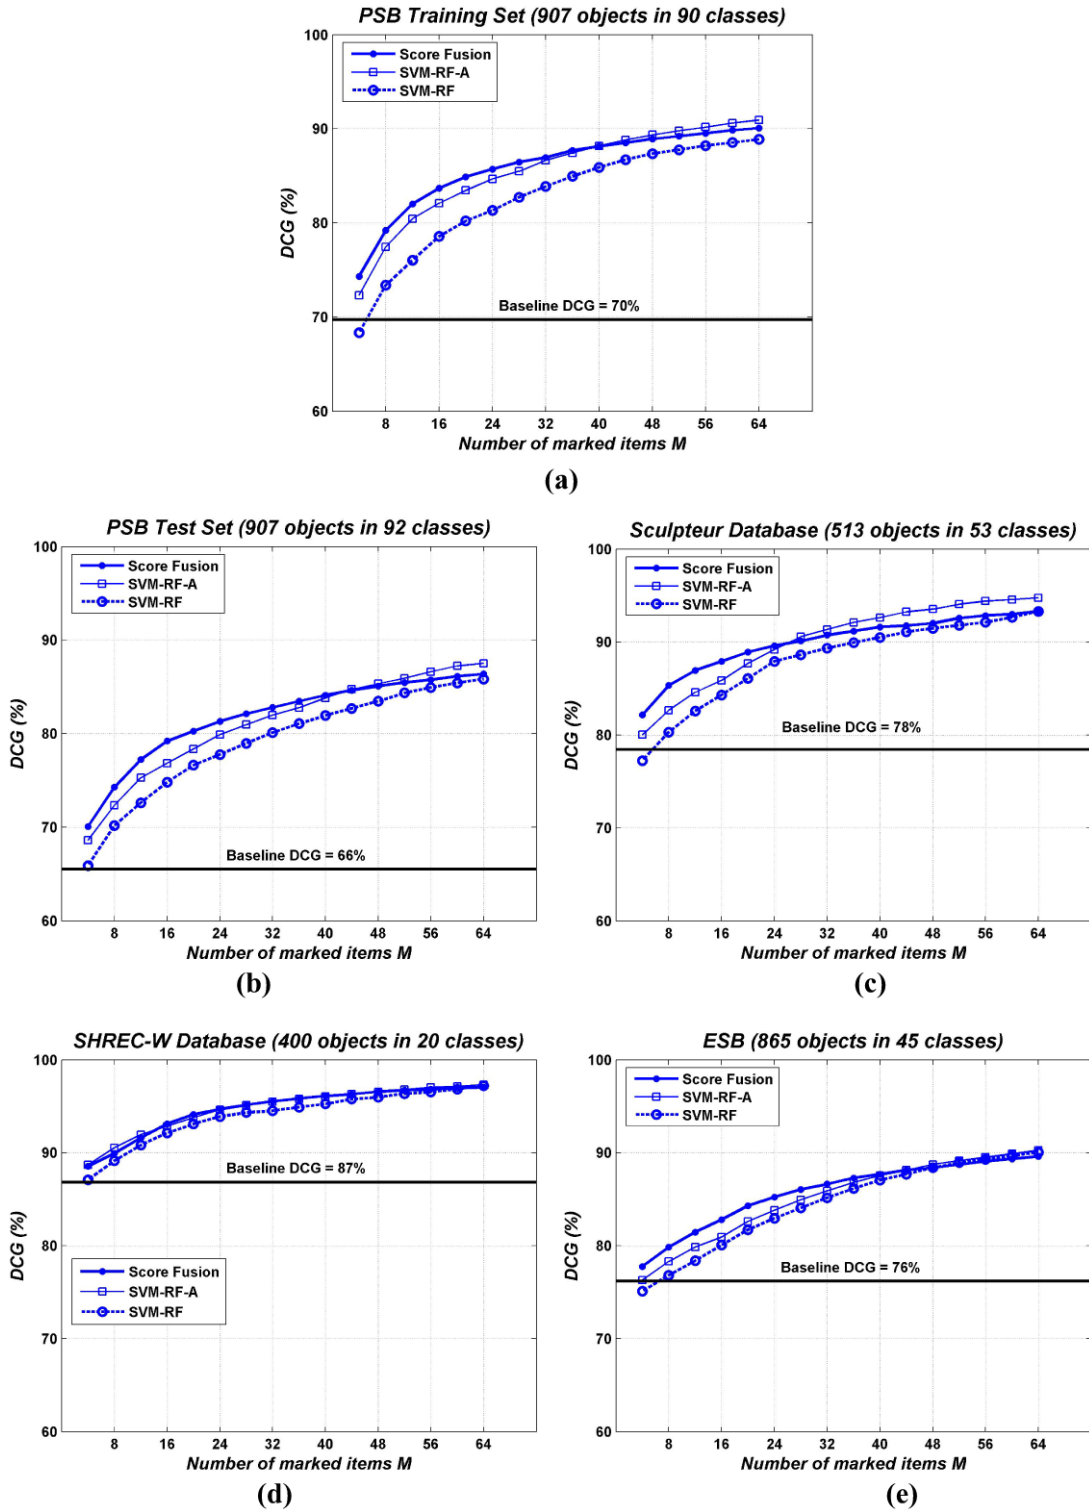 PSB Training Set (907 objects in 90 classes)
100
90
80
70
60
DCG (%)
Score Fusion
SVM-RF-A
SVM-RF
Baseline DCG = 70%
8 16 24 32 40 48 56 64
Number of marked items M
(a)
PSB Test Set (907 objects in 92 classes)
100
90
80
70
60
DCG (%)
Score Fusion
SVM-RF-A
SVM-RF
Baseline DCG = 66%
8 16 24 32 40 48 56 64
Number of marked items M
(b)
Sculpteur Database (513 objects in 53 classes)
100
90
80
70
60
DCG (%)
Score Fusion
SVM-RF-A
SVM-RF
Baseline DCG = 78%
8 16 24 32 40 48 56 64
Number of marked items M
(c)
SHREC-W Database (400 objects in 20 classes)
100
90
80
70
60
DCG (%)
Baseline DCG = 87%
Score Fusion
SVM-RF-A
SVM-RF
8 16 24 32 40 48 56 64
Number of marked items M
(d)
ESB (865 objects in 45 classes)
100
90
80
70
60
DCG (%)
Score Fusion
SVM-RF-A
SVM-RF
Baseline DCG = 76%
8 16 24 32 40 48 56 64
Number of marked items M
(e)